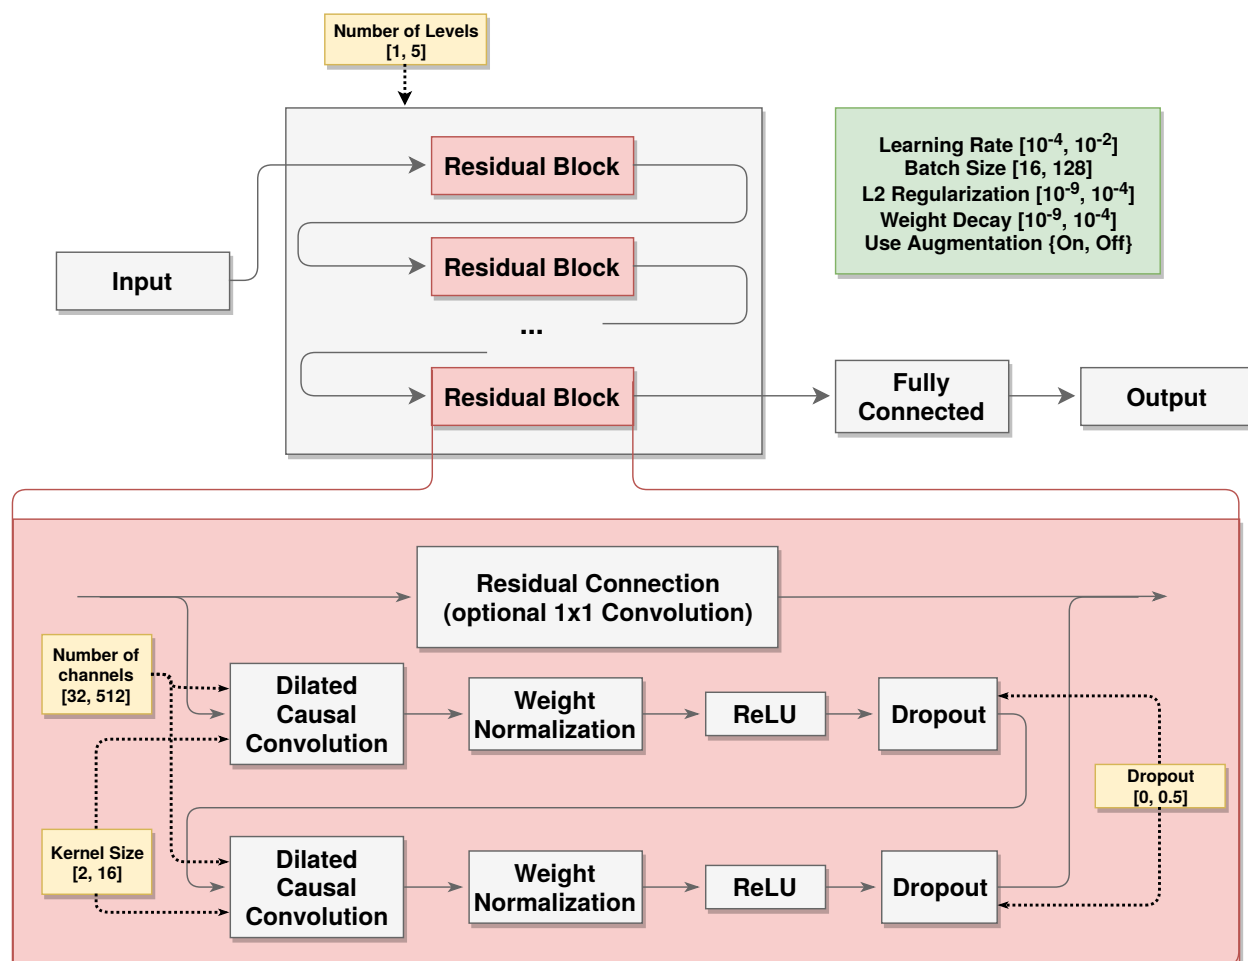 Number of Levels
[1, 5]
Residual Block
Learning Rate [10⁻⁴, 10⁻²]
Batch Size [16, 128]
L2 Regularization [10⁻⁹, 10⁻⁴]
Weight Decay [10⁻⁹, 10⁻⁴]
Use Augmentation {On, Off}
Input
Residual Block
...
Residual Block
Fully
Connected
Output
Residual Connection
(optional 1x1 Convolution)
Number of
channels
[32, 512]
Dilated
Causal
Convolution
Weight
Normalization
ReLU
Dropout
Dropout
[0, 0.5]
Kernel Size
[2, 16]
Dilated
Causal
Convolution
Weight
Normalization
ReLU
Dropout